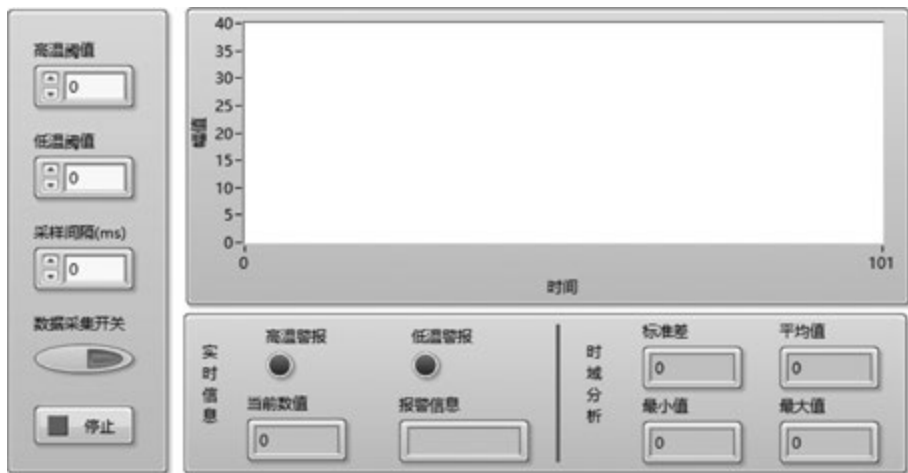 高温阈值
0
低温阈值
0
采样间隔(ms)
0
数据采集开关
停止
40
35
30
25
20
15
10
5
0
幅值
0
101
时间
实时信息
高温警报
低温警报
当前数值
0
报警信息
时域分析
标准差
0
平均值
0
最小值
0
最大值
0